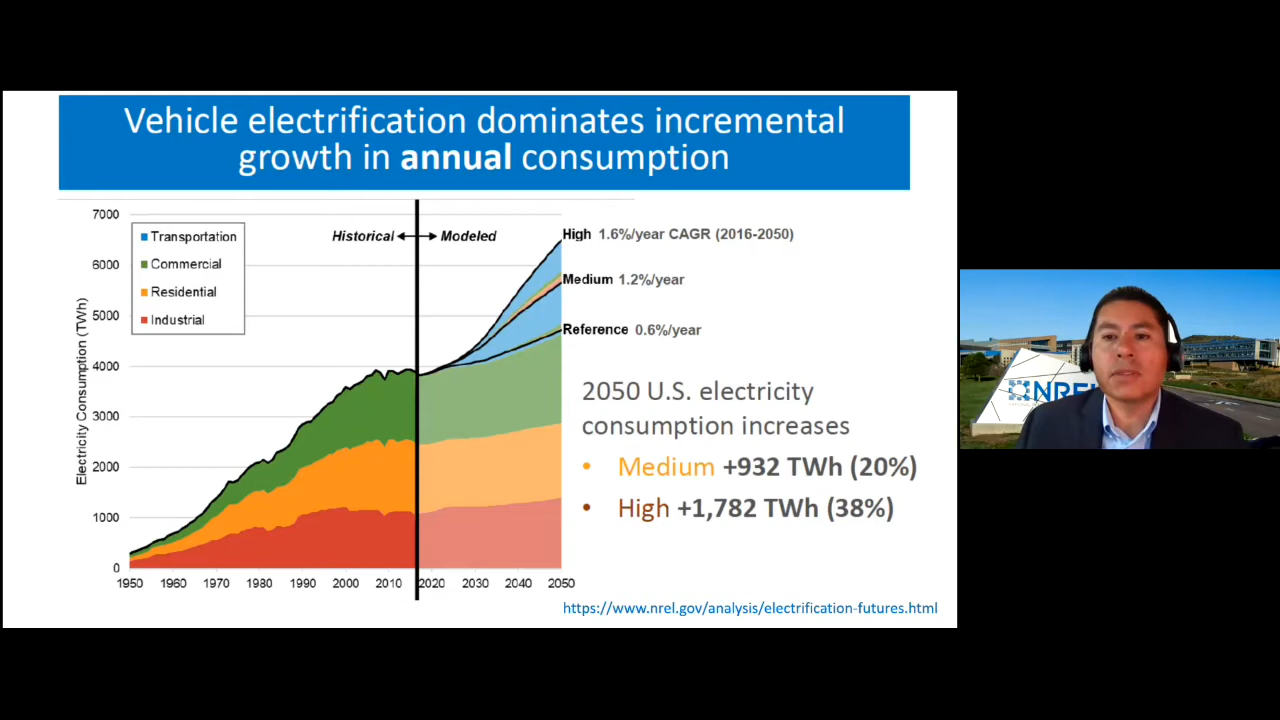 Vehicle electrification dominates incremental
growth in annual consumption
7000
6000
5000
4000
3000
2000
1000
0
Electricity Consumption (TWh)
Transportation
Commercial
Residential
Industrial
Historical
Modeled
High 1.6%/year CAGR (2016-2050)
Medium 1.2%/year
Reference 0.6%/year
1950
1960
1970
1980
1990
2000
2010
2020
2030
2040
2050
2050 U.S. electricity
consumption increases
• Medium +932 TWh (20%)
• High +1,782 TWh (38%)
https://www.nrel.gov/analysis/electrification-futures.html